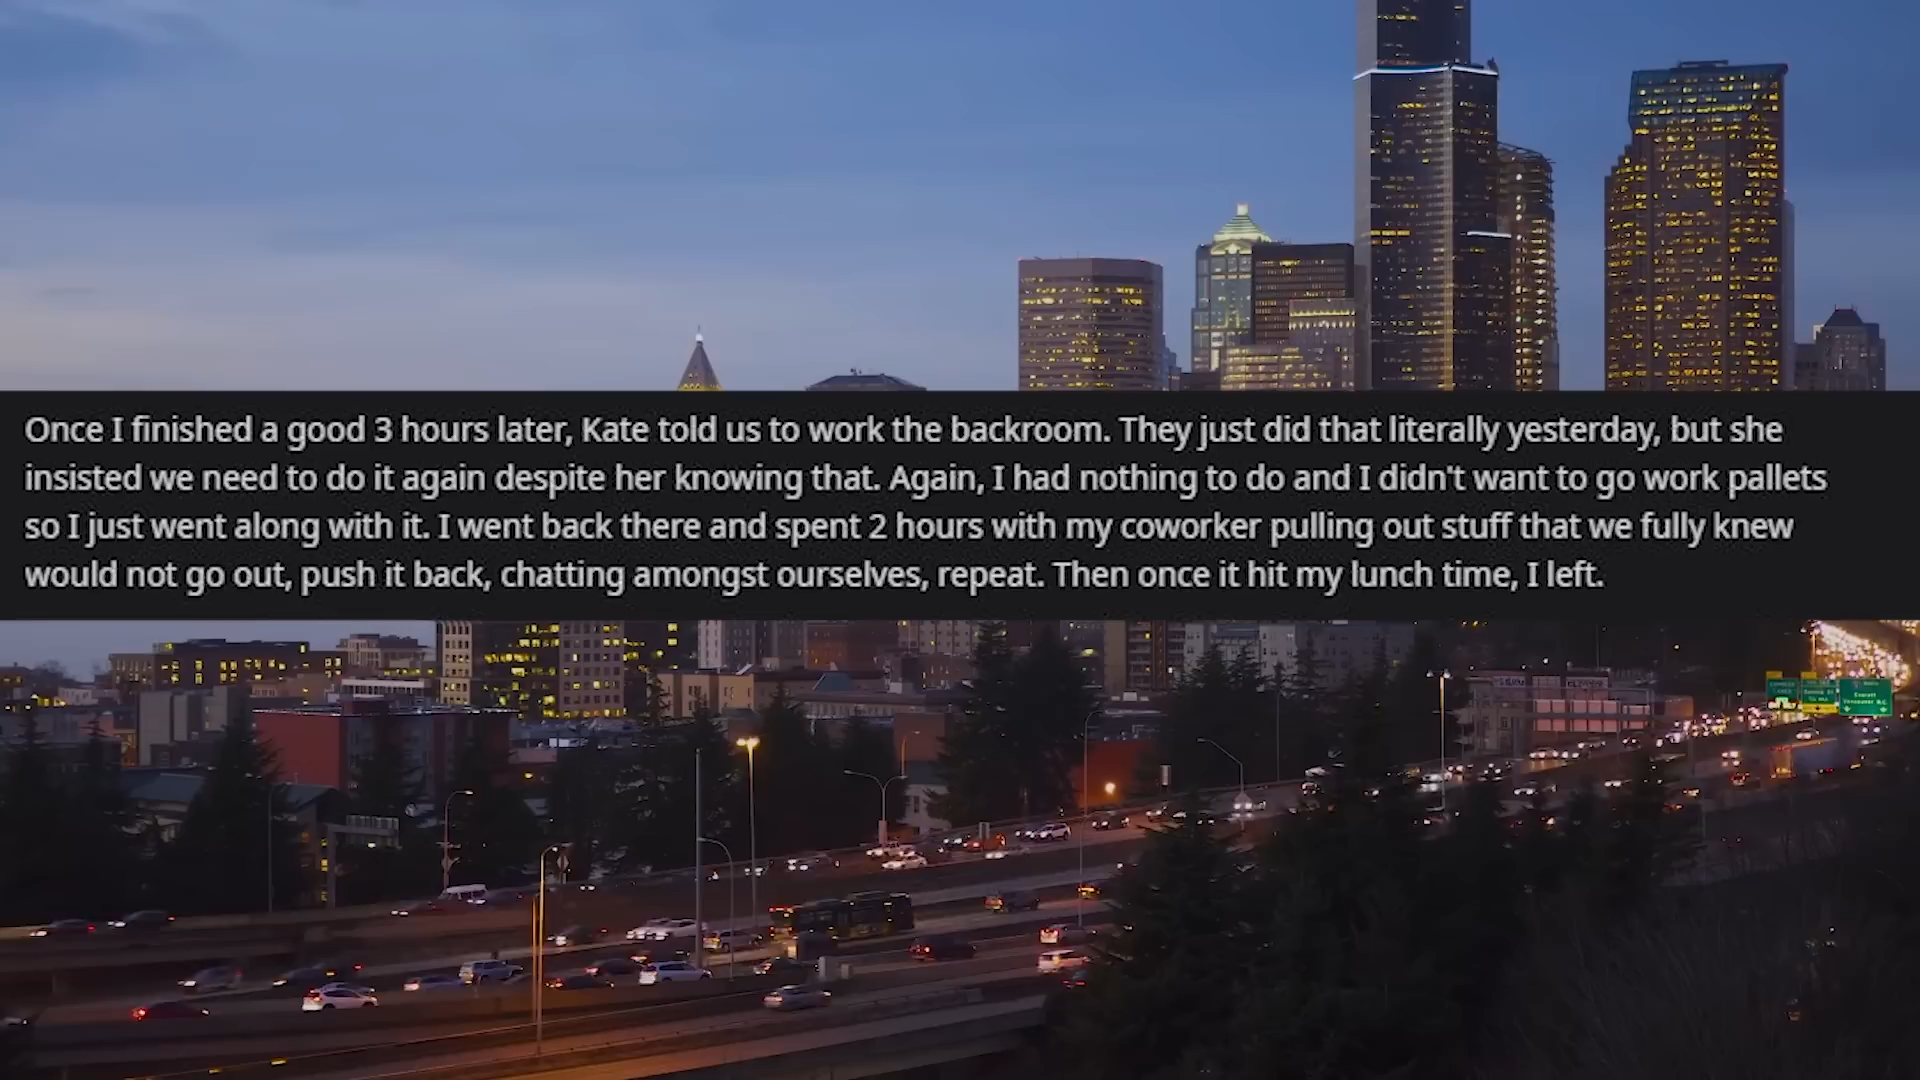 Once I finished a good 3 hours later, Kate told us to work the backroom. They just did that literally yesterday, but she
insisted we need to do it again despite her knowing that. Again, I had nothing to do and I didn't want to go work pallets
so I just went along with it. I went back there and spent 2 hours with my coworker pulling out stuff that we fully knew
would not go out, push it back, chatting amongst ourselves, repeat. Then once it hit my lunch time, I left.
Everett
Vancouver B.C.